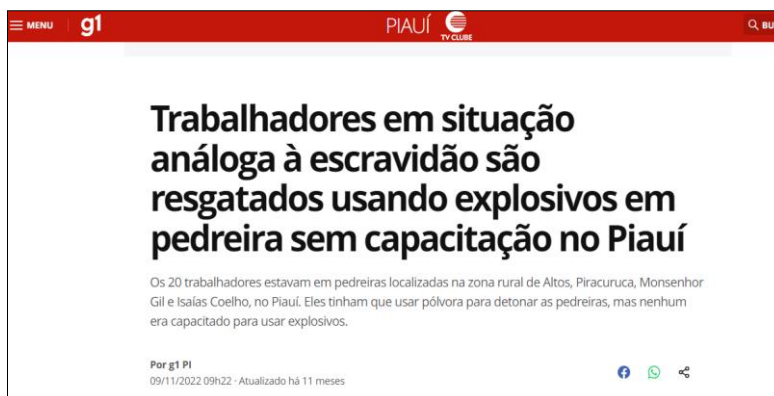 MENU g1 PIAUÍ TV CLUBE BU
Trabalhadores em situação
análoga à escravidão são
resgatados usando explosivos em
pedreira sem capacitação no Piauí
Os 20 trabalhadores estavam em pedreiras localizadas na zona rural de Altos, Piracuruca, Monsenhor
Gil e Isaías Coelho, no Piauí. Eles tinham que usar pólvora para detonar as pedreiras, mas nenhum
era capacitado para usar explosivos.
Por g1 PI
09/11/2022 09h22 · Atualizado há 11 meses